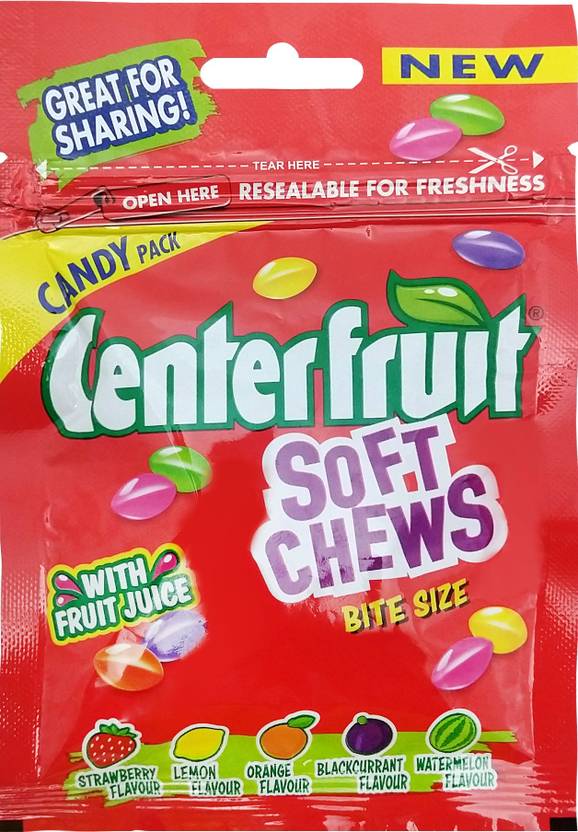 NEW
GREAT FOR
SHARING!
TEAR HERE
OPEN HERE RESEALABLE FOR FRESHNESS
CANDY PACK
Centerfruit®
SOFT
CHEWS
BITE SIZE
WITH
FRUIT JUICE
STRAWBERRY
FLAVOUR
LEMON
FLAVOUR
ORANGE
FLAVOUR
BLACKCURRANT
FLAVOUR
WATERMELON
FLAVOUR